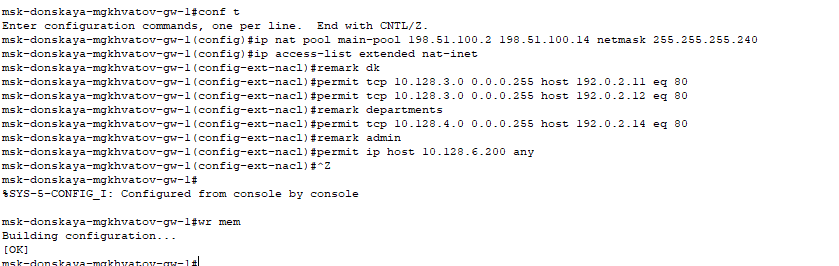 msk-donskaya-mgkhvatov-gw-1#conf t
Enter configuration commands, one per line.  End with CNTL/Z.
msk-donskaya-mgkhvatov-gw-1(config)#ip nat pool main-pool 198.51.100.2 198.51.100.14 netmask 255.255.255.240
msk-donskaya-mgkhvatov-gw-1(config)#ip access-list extended nat-inet
msk-donskaya-mgkhvatov-gw-1(config-ext-nacl)#remark dk
msk-donskaya-mgkhvatov-gw-1(config-ext-nacl)#permit tcp 10.128.3.0 0.0.0.255 host 192.0.2.11 eq 80
msk-donskaya-mgkhvatov-gw-1(config-ext-nacl)#permit tcp 10.128.3.0 0.0.0.255 host 192.0.2.12 eq 80
msk-donskaya-mgkhvatov-gw-1(config-ext-nacl)#remark departments
msk-donskaya-mgkhvatov-gw-1(config-ext-nacl)#permit tcp 10.128.4.0 0.0.0.255 host 192.0.2.14 eq 80
msk-donskaya-mgkhvatov-gw-1(config-ext-nacl)#remark admin
msk-donskaya-mgkhvatov-gw-1(config-ext-nacl)#permit ip host 10.128.6.200 any
msk-donskaya-mgkhvatov-gw-1(config-ext-nacl)#^Z
msk-donskaya-mgkhvatov-gw-1#
%SYS-5-CONFIG_I: Configured from console by console
msk-donskaya-mgkhvatov-gw-1#wr mem
Building configuration...
[OK]
msk-donskaya-mgkhvatov-gw-1#